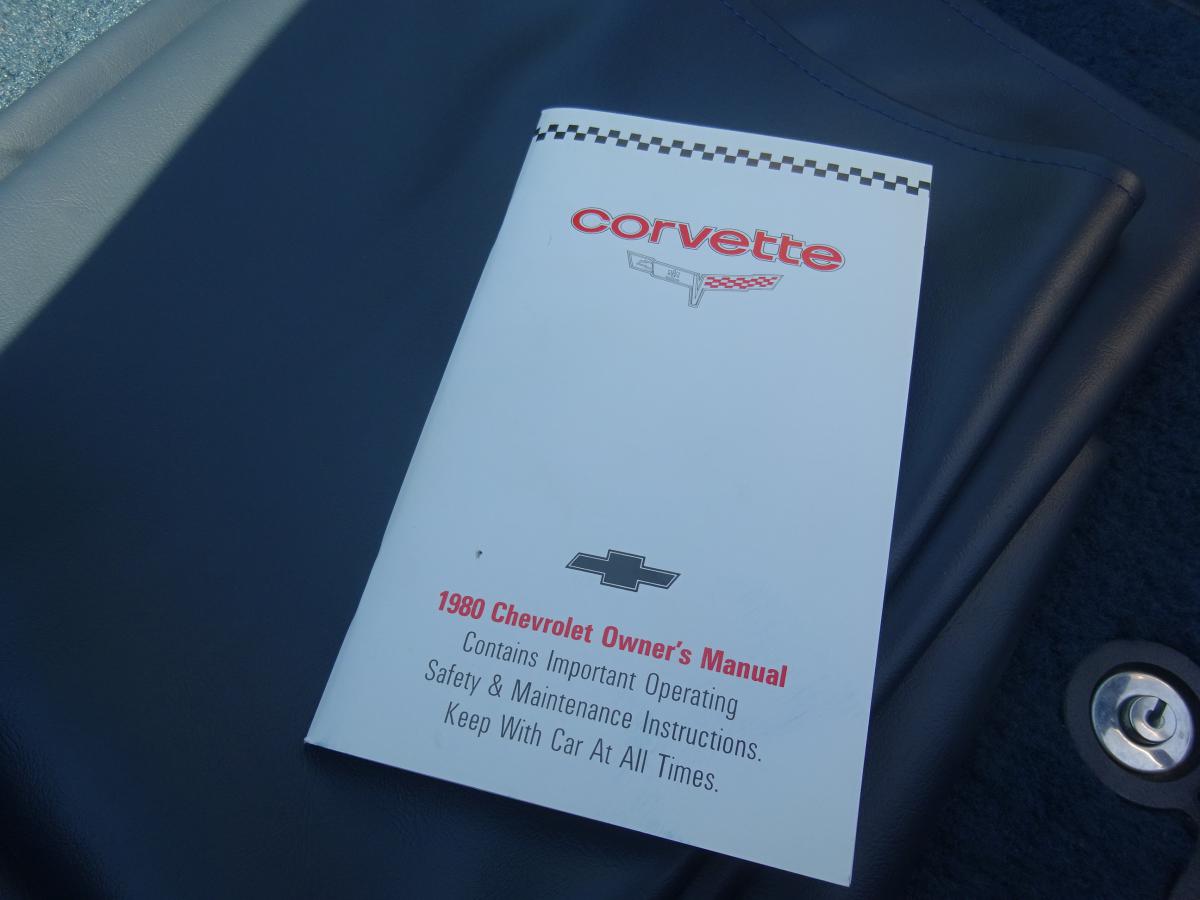 corvette
1980 Chevrolet Owner's Manual
Contains Important Operating
Safety & Maintenance Instructions.
Keep With Car At All Times.